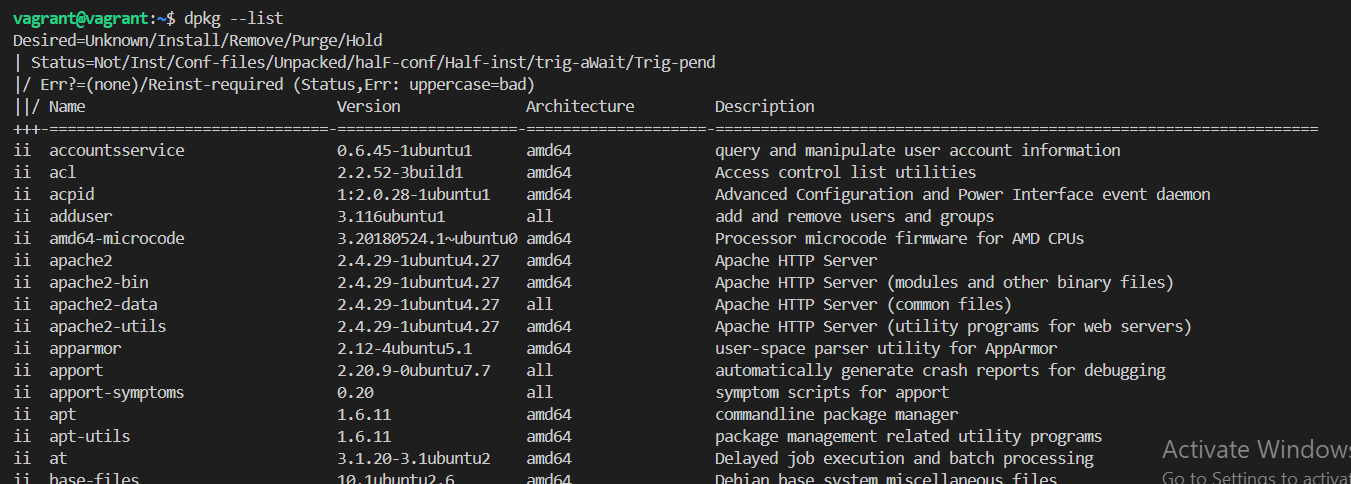 vagrant@vagrant:~$ dpkg --list
Desired=Unknown/Install/Remove/Purge/Hold
| Status=Not/Inst/Conf-files/Unpacked/halF-conf/Half-inst/trig-aWait/Trig-pend
|/ Err?=(none)/Reinst-required (Status,Err: uppercase=bad)
||/ Name                           Version              Architecture         Description
+++-===============================-====================-====================-===================================================================
ii  accountsservice                 0.6.45-1ubuntu1      amd64                query and manipulate user account information
ii  acl                             2.2.52-3build1       amd64                Access control list utilities
ii  acpid                           1:2.0.28-1ubuntu1    amd64                Advanced Configuration and Power Interface event daemon
ii  adduser                         3.116ubuntu1         all                  add and remove users and groups
ii  amd64-microcode                 3.20180524.1~ubuntu0 amd64                Processor microcode firmware for AMD CPUs
ii  apache2                         2.4.29-1ubuntu4.27   amd64                Apache HTTP Server
ii  apache2-bin                     2.4.29-1ubuntu4.27   amd64                Apache HTTP Server (modules and other binary files)
ii  apache2-data                    2.4.29-1ubuntu4.27   all                  Apache HTTP Server (common files)
ii  apache2-utils                   2.4.29-1ubuntu4.27   amd64                Apache HTTP Server (utility programs for web servers)
ii  apparmor                        2.12-4ubuntu5.1      amd64                user-space parser utility for AppArmor
ii  apport                          2.20.9-0ubuntu7.7    all                  automatically generate crash reports for debugging
ii  apport-symptoms                 0.20                 all                  symptom scripts for apport
ii  apt                             1.6.11               amd64                commandline package manager
ii  apt-utils                       1.6.11               amd64                package management related utility programs
ii  at                              3.1.20-3.1ubuntu2    amd64                Delayed job execution and batch processing
ii  base-files                      10.1ubuntu2.6        amd64                Debian base system miscellaneous files
Activate Windows
Go to Settings to activat